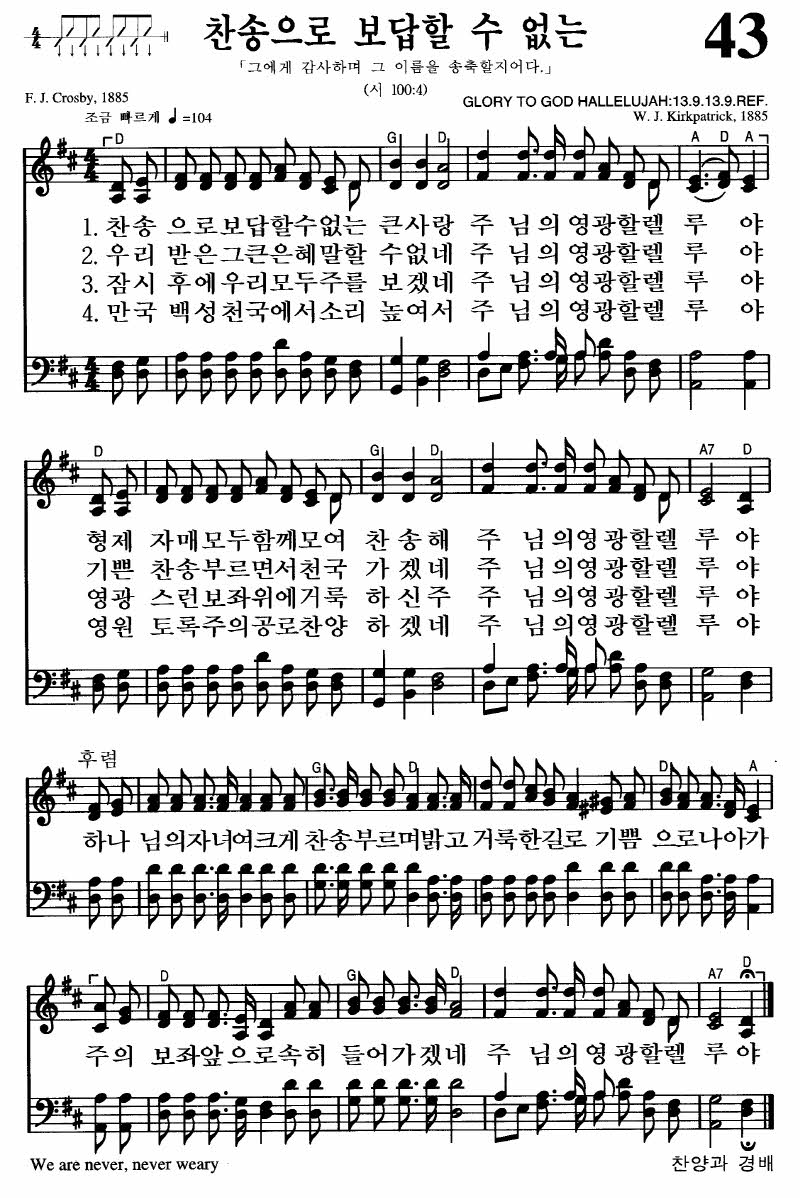 찬송으로 보답할 수 없는
43
「그에게 감사하며 그 이름을 송축할지어다.」
(시 100:4)
F. J. Crosby, 1885
GLORY TO GOD HALLELUJAH:13.9.13.9.REF.
조금 빠르게 ♩=104
W. J. Kirkpatrick, 1885
D G D A D A
1. 찬송 으로보답할수없는 큰사랑 주 님의영광할렐 루 야
2. 우리 받은그큰은혜말할 수없네 주 님의영광할렐 루 야
3. 잠시 후에우리모두주를 보겠네 주 님의영광할렐 루 야
4. 만국 백성천국에서소리 높여서 주 님의영광할렐 루 야
D G D A7 D
형제 자매모두함께모여 찬송해 주 님의영광할렐 루 야
기쁜 찬송부르면서천국 가겠네 주 님의영광할렐 루 야
영광 스런보좌위에거룩 하신주 주 님의영광할렐 루 야
영원 토록주의공로찬양 하겠네 주 님의영광할렐 루 야
후렴
G D D A
하나 님의자녀여크게 찬송부르며밝고 거룩한길로 기쁨 으로나아가
D G D A7 D
주의 보좌앞으로속히 들어가겠네 주 님의영광할렐 루야
We are never, never weary
찬양과 경배